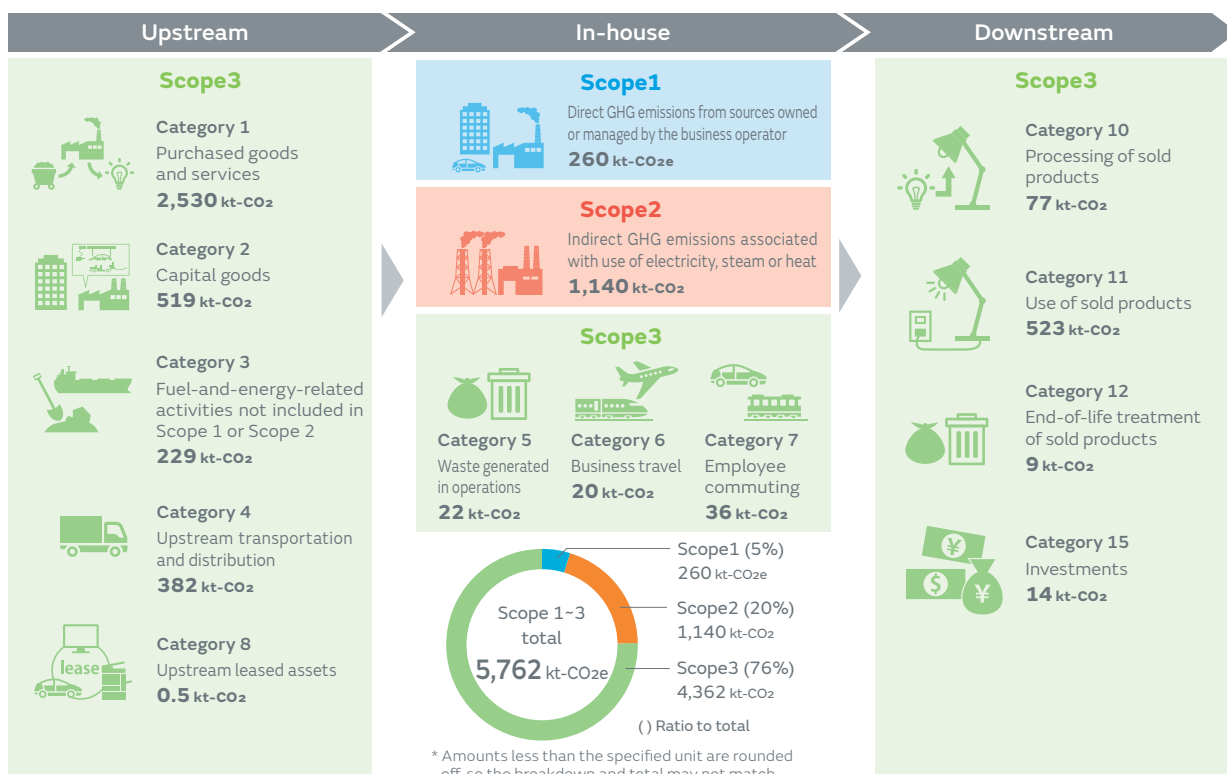 Upstream
In-house
Downstream
Scope3
Category 1
Purchased goods
and services
2,530 kt-CO₂
Category 2
Capital goods
519 kt-CO₂
Category 3
Fuel-and-energy-related
activities not included in
Scope 1 or Scope 2
229 kt-CO₂
Category 4
Upstream transportation
and distribution
382 kt-CO₂
lease
Category 8
Upstream leased assets
0.5 kt-CO₂
Scope1
Direct GHG emissions from sources owned
or managed by the business operator
260 kt-CO₂e
Scope2
Indirect GHG emissions associated
with use of electricity, steam or heat
1,140 kt-CO₂
Scope3
Category 5
Waste generated
in operations
22 kt-CO₂
Category 6
Business travel
20 kt-CO₂
Category 7
Employee
commuting
36 kt-CO₂
Scope 1~3
total
5,762 kt-CO₂e
Scope1 (5%)
260 kt-CO₂e
Scope2 (20%)
1,140 kt-CO₂
Scope3 (76%)
4,362 kt-CO₂
( ) Ratio to total
* Amounts less than the specified unit are rounded
off, so the breakdown and total may not match.
Scope3
Category 10
Processing of sold
products
77 kt-CO₂
Category 11
Use of sold products
523 kt-CO₂
Category 12
End-of-life treatment
of sold products
9 kt-CO₂
¥
$
¥
Category 15
Investments
14 kt-CO₂